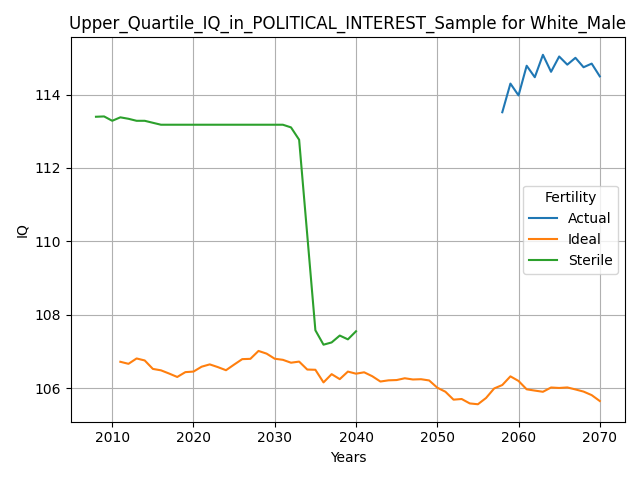 Upper_Quartile_IQ_in_POLITICAL_INTEREST_Sample for White_Male
IQ
114
112
110
108
106
Fertility
Actual
Ideal
Sterile
2010
2020
2030
2040
2050
2060
2070
Years